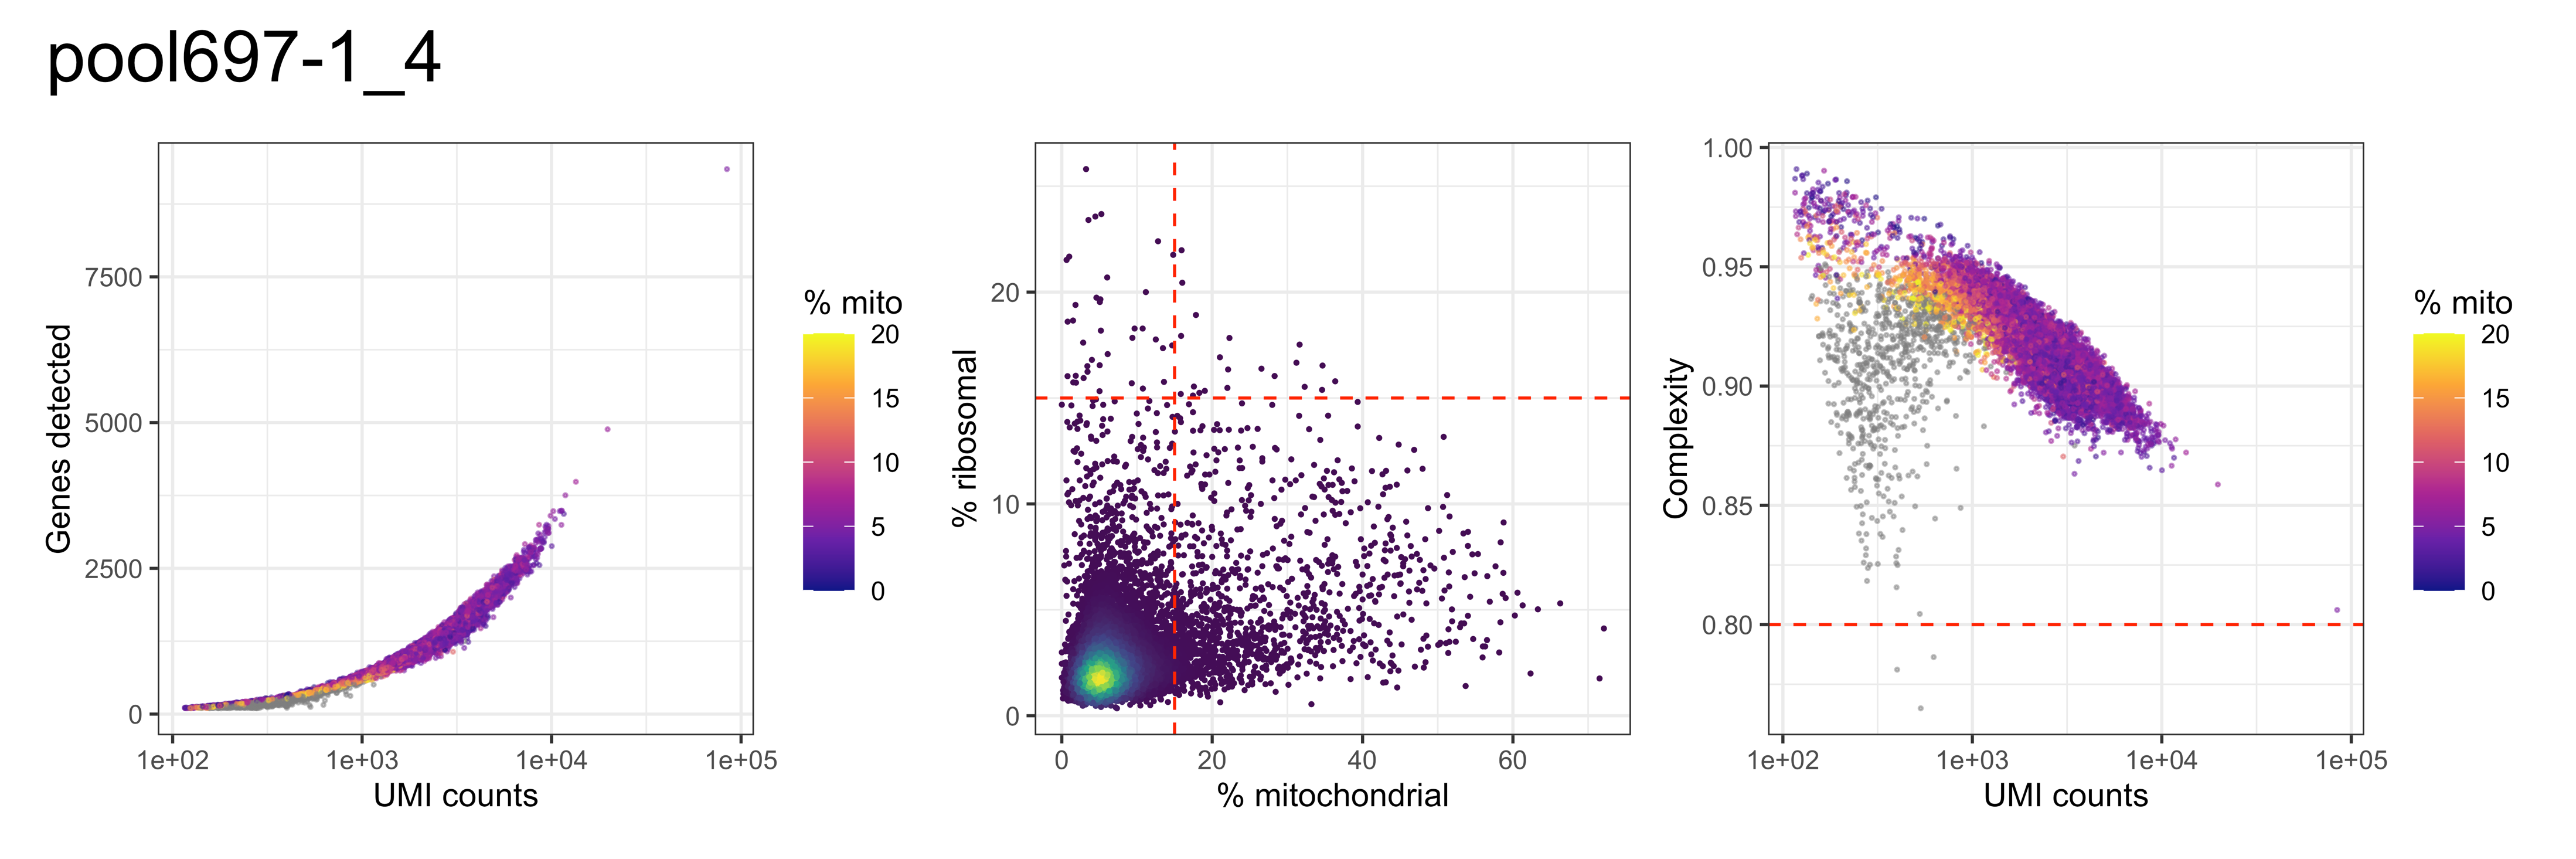 pool697-1_4
Genes detected
7500
5000
2500
0
1e+02
1e+03
1e+04
1e+05
UMI counts
% mito
20
15
10
5
0
% ribosomal
20
10
0
0
20
40
60
% mitochondrial
Complexity
1.00
0.95
0.90
0.85
0.80
1e+02
1e+03
1e+04
1e+05
UMI counts
% mito
20
15
10
5
0